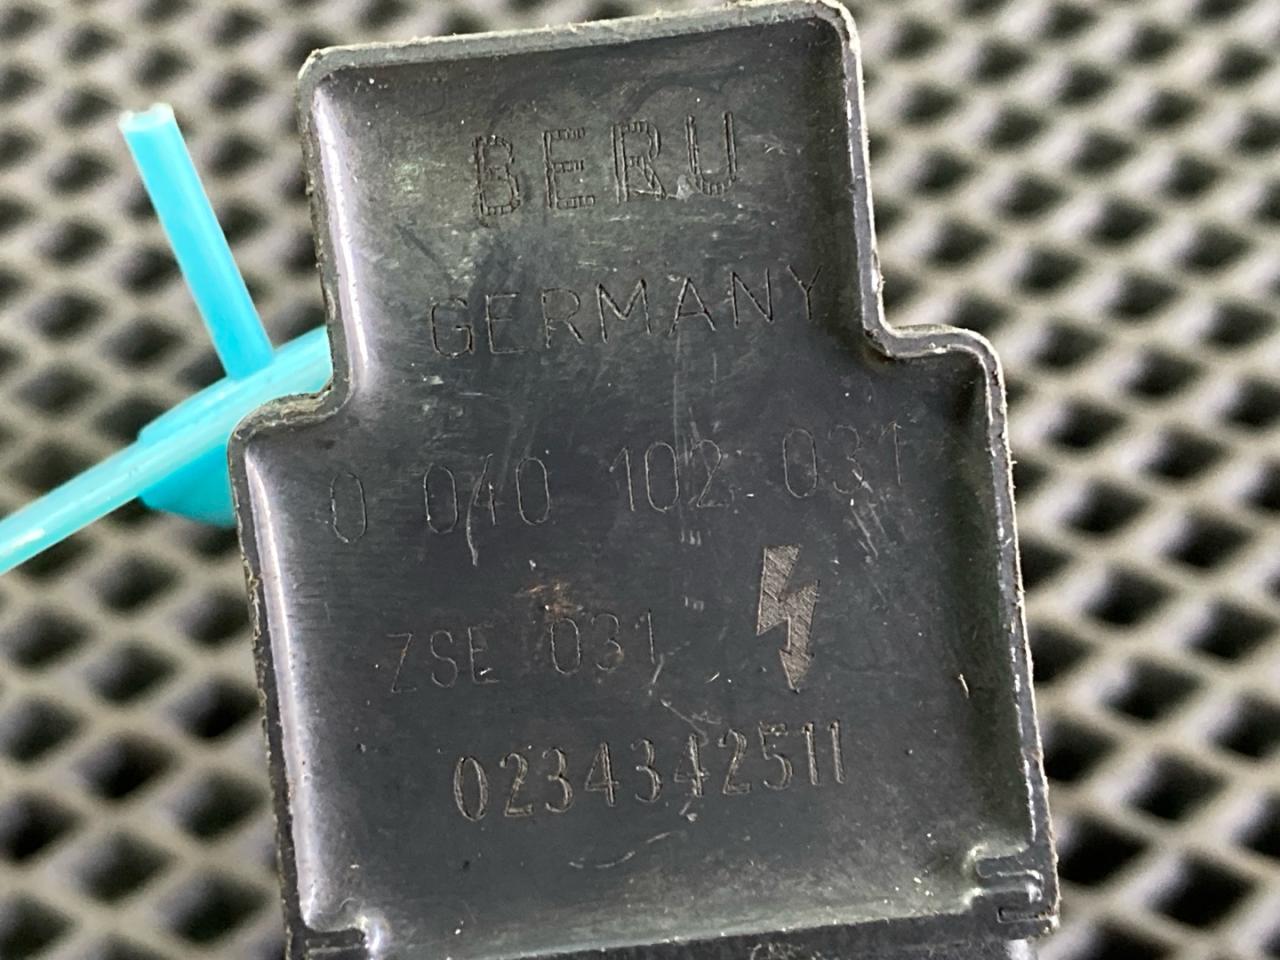 BERU
GERMANY
0 040 102 031
ZSE 031
0234342511